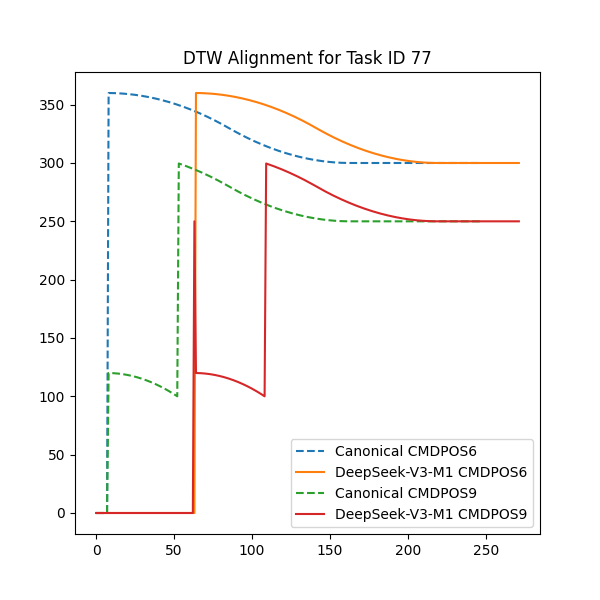 DTW Alignment for Task ID 77
350
300
250
200
150
100
50
0
Canonical CMDPOS6
DeepSeek-V3-M1 CMDPOS6
Canonical CMDPOS9
DeepSeek-V3-M1 CMDPOS9
0 50 100 150 200 250